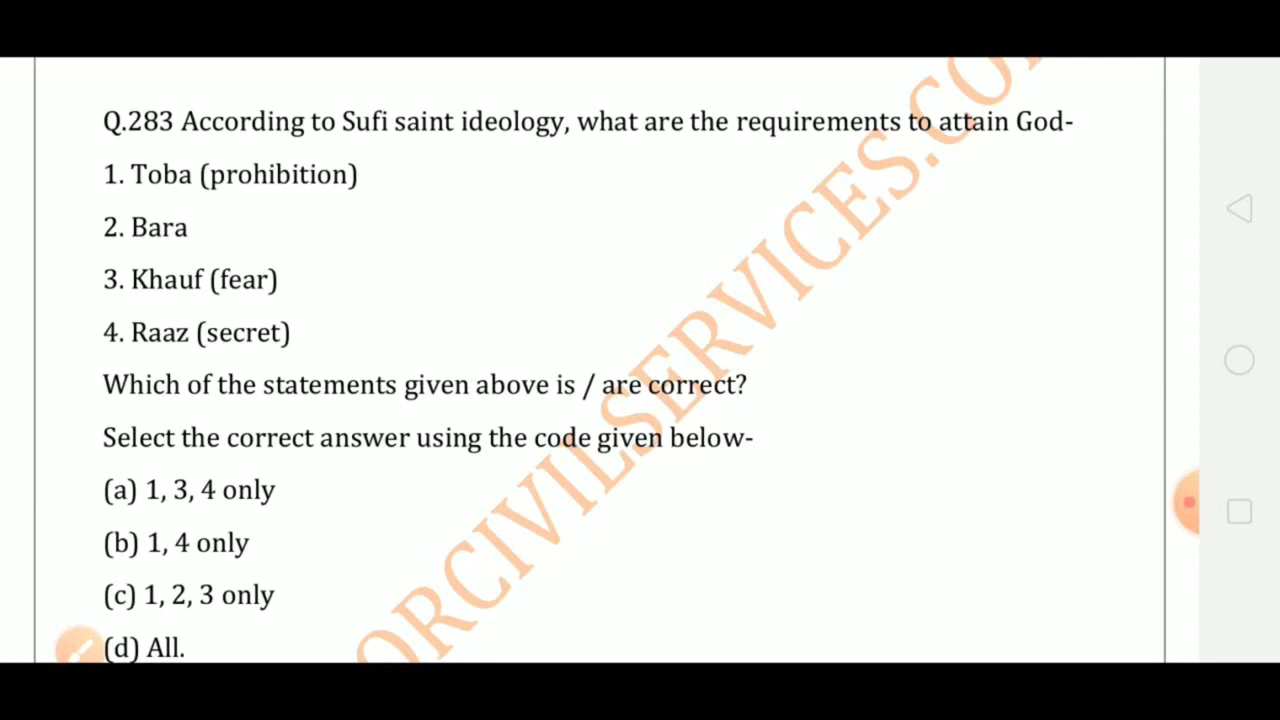 Q.283 According to Sufi saint ideology, what are the requirements to attain God-
1. Toba (prohibition)
2. Bara
3. Khauf (fear)
4. Raaz (secret)
Which of the statements given above is / are correct?
Select the correct answer using the code given below-
(a) 1, 3, 4 only
(b) 1, 4 only
(c) 1, 2, 3 only
(d) All.
ORCIVILSERVICES.CO